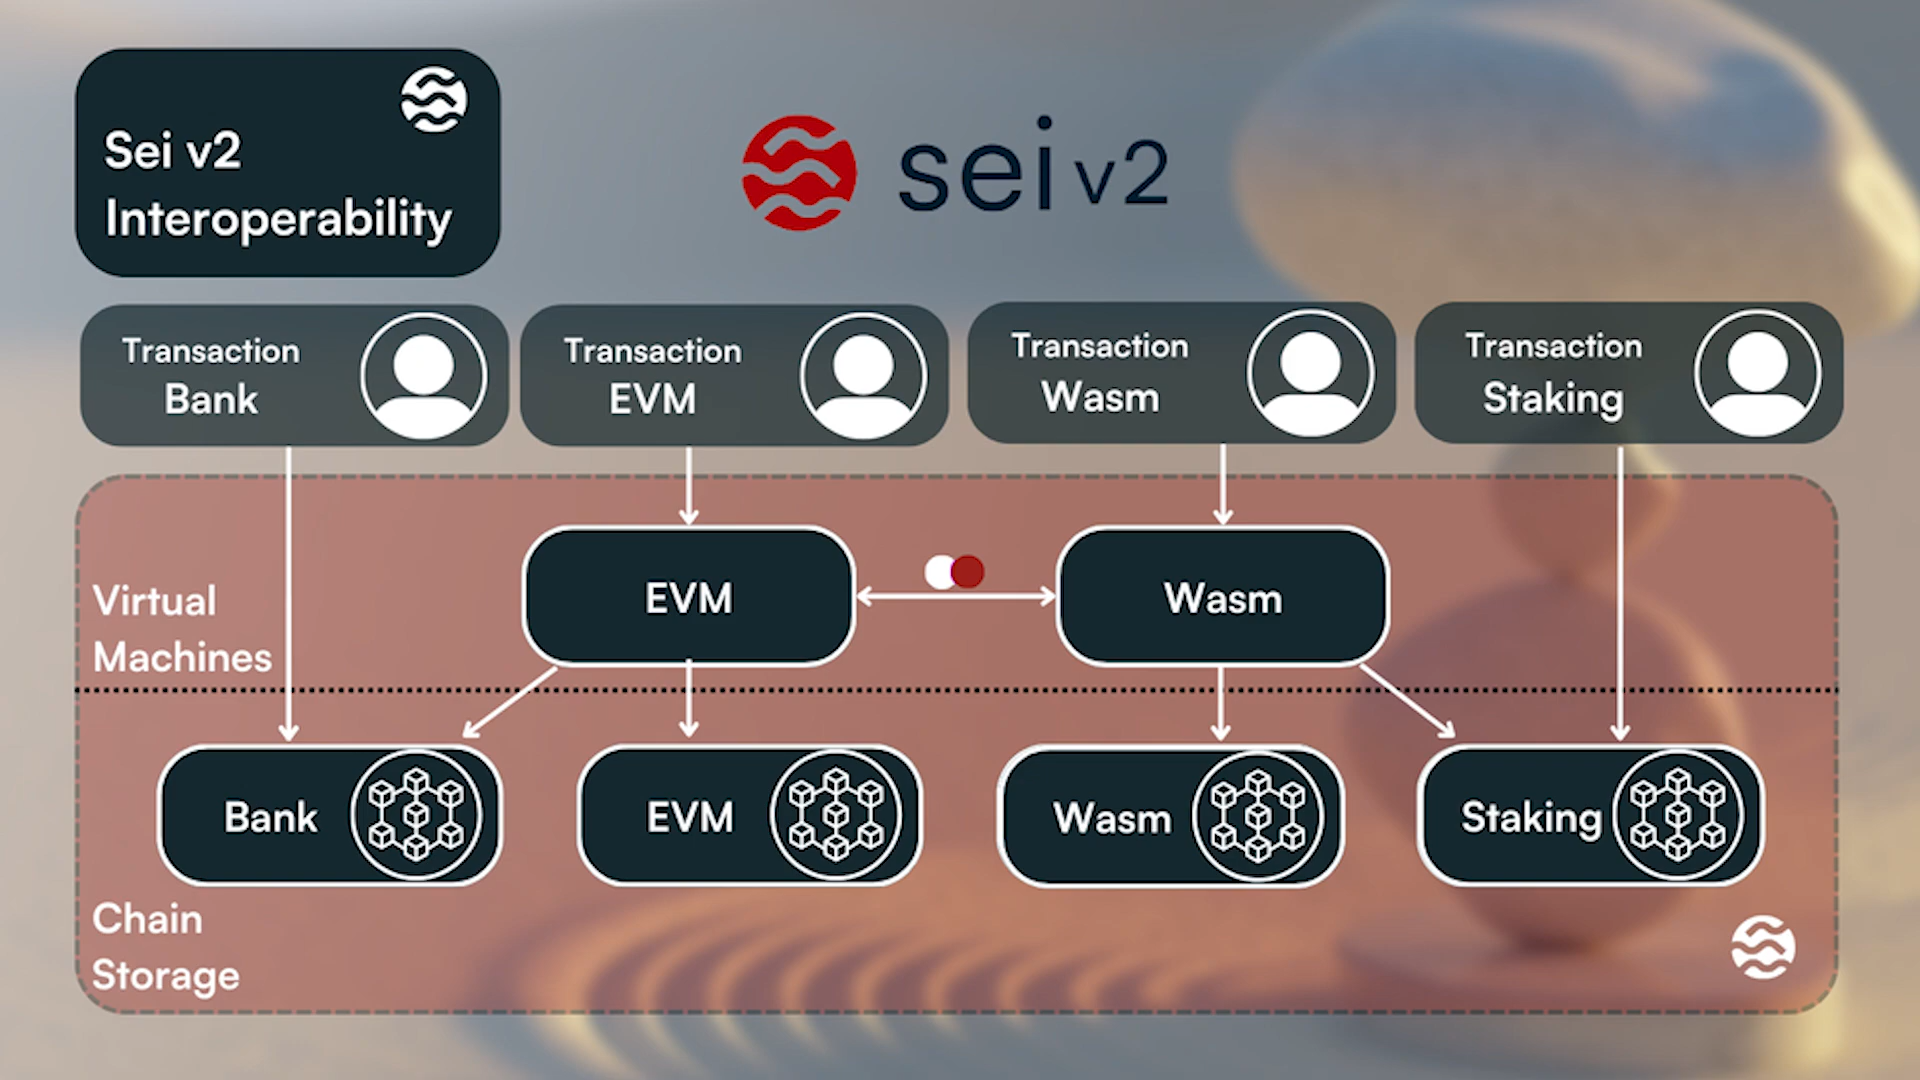 Sei v2
Interoperability
sei v2
Transaction
Bank
Transaction
EVM
Transaction
Wasm
Transaction
Staking
Virtual
Machines
EVM
Wasm
Bank
EVM
Wasm
Staking
Chain
Storage